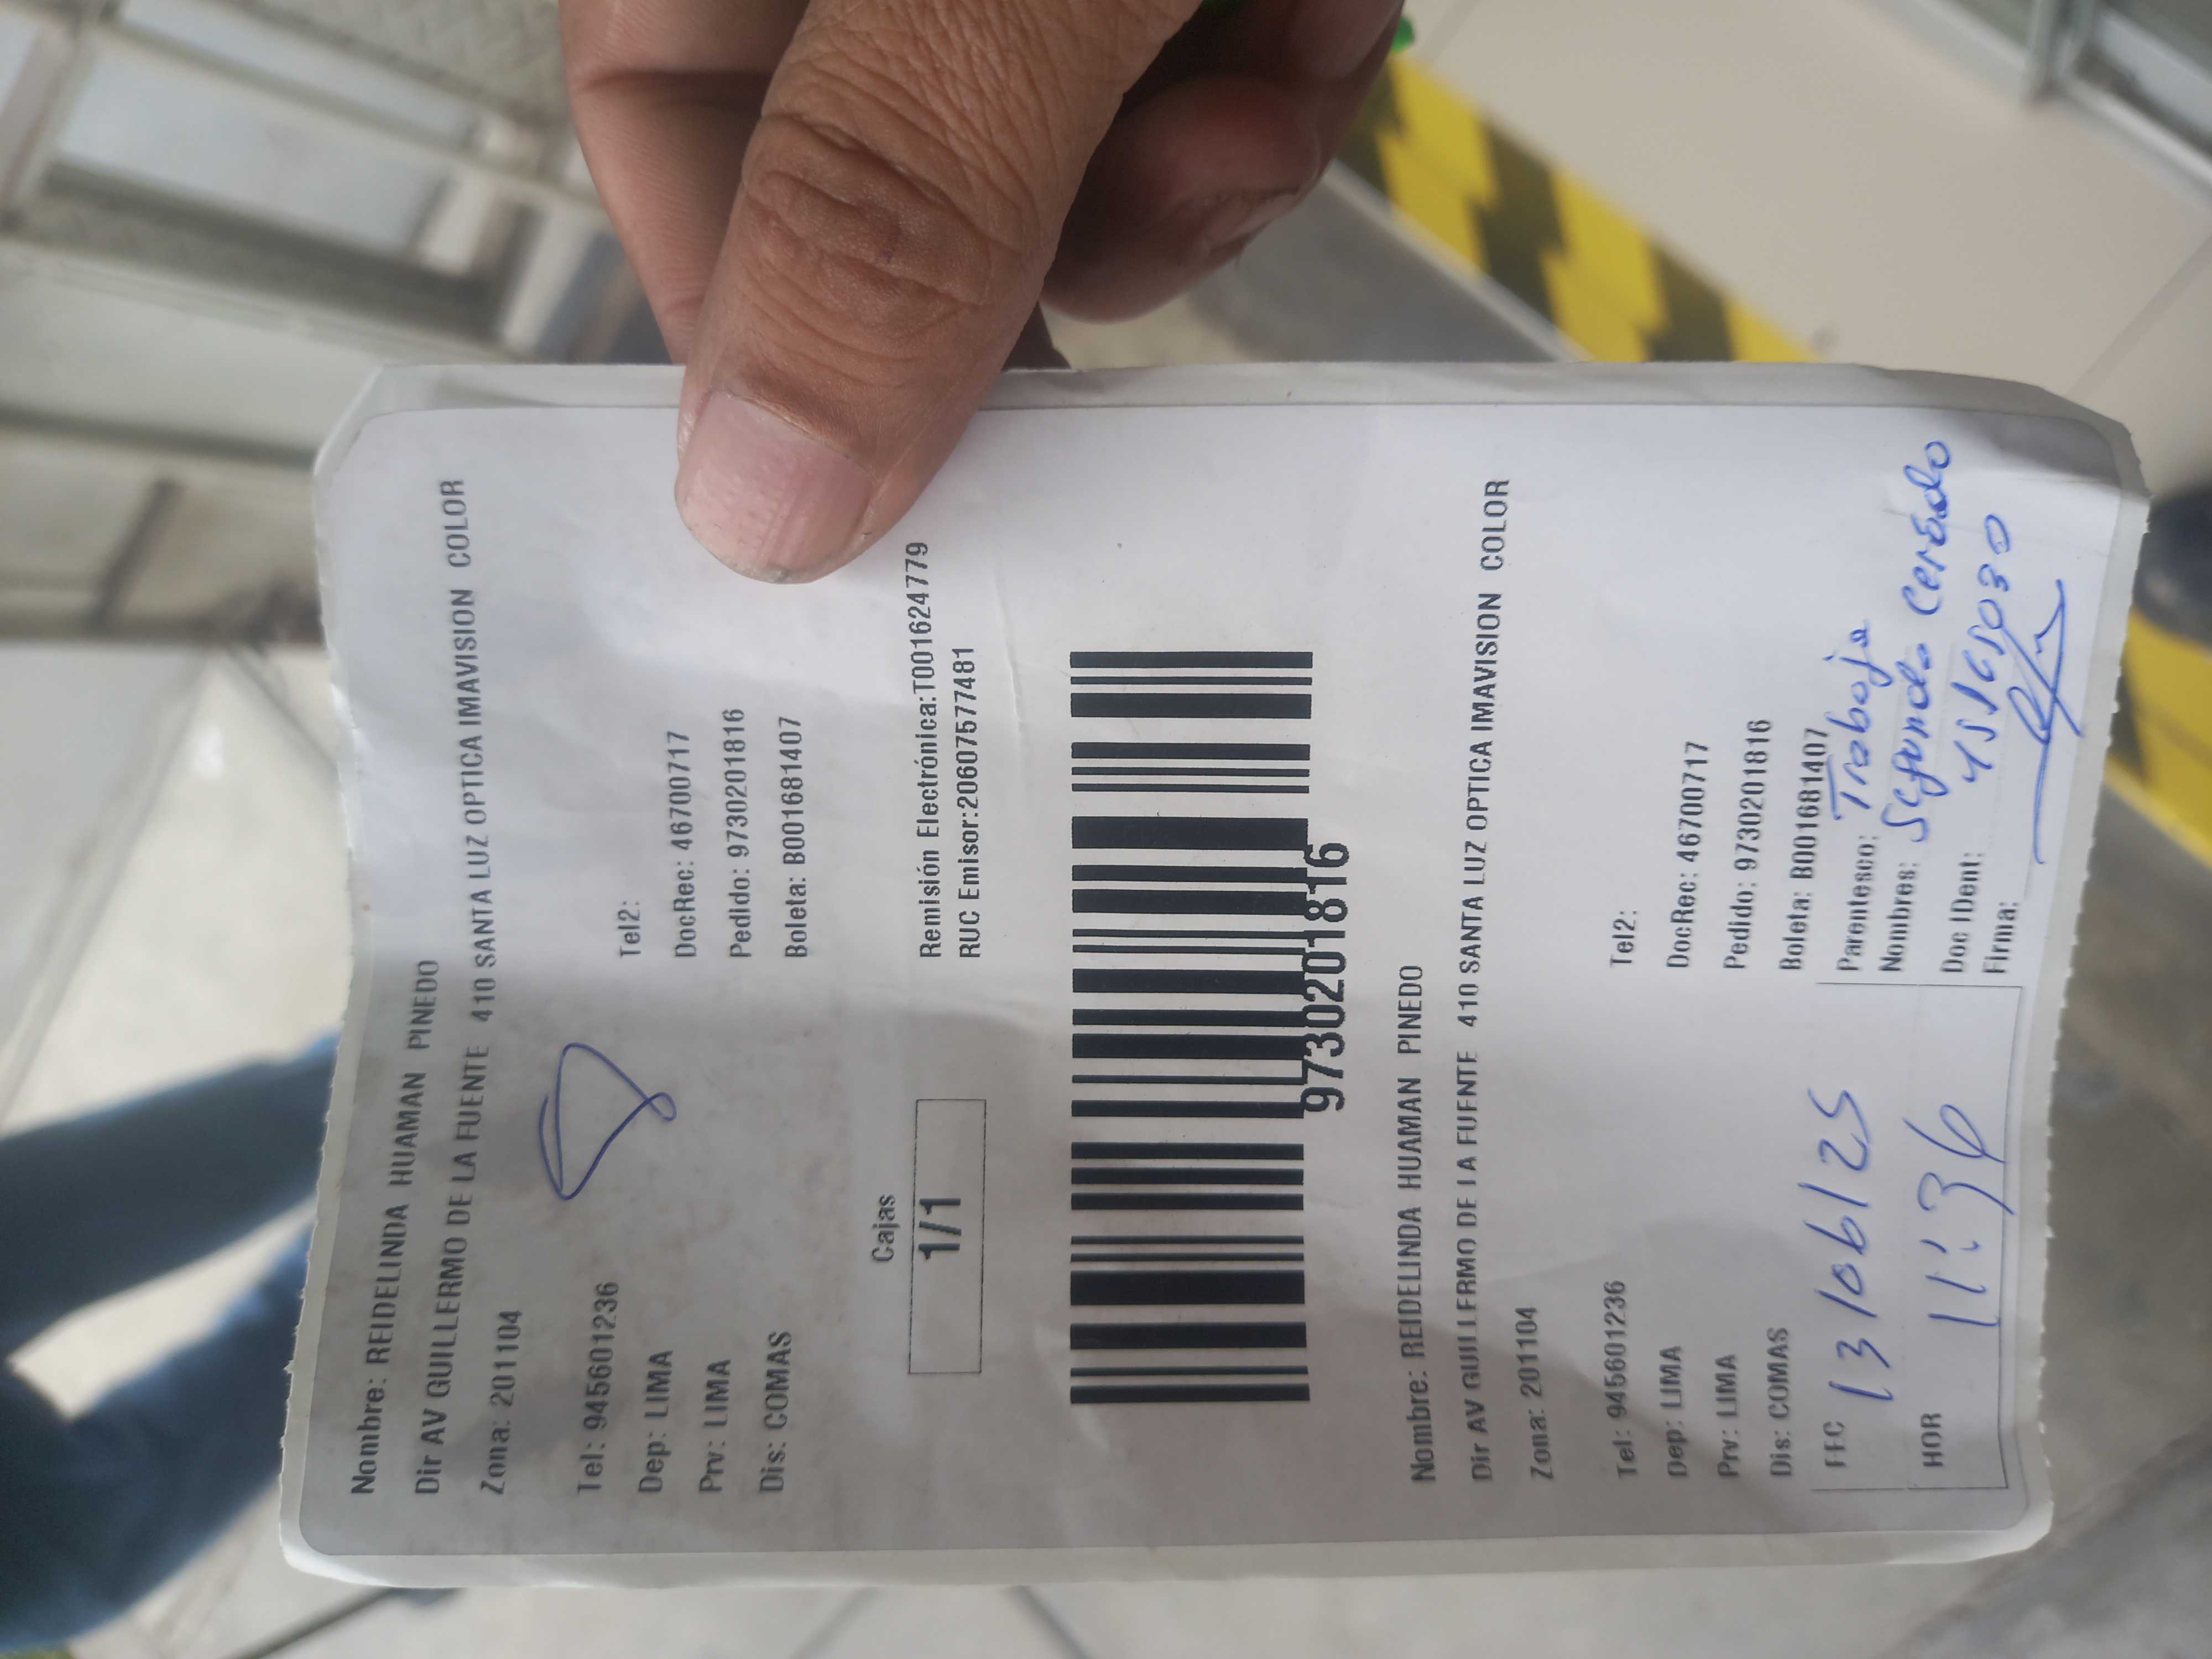 Nombre: REIDELINDA HUAMAN PINEDO
Dir AV GUILLERMO DE LA FUENTE 410 SANTA LUZ OPTICA IMAVISION COLOR
Zona: 201104
Tel: 945601236 Tel2:
Dep: LIMA DocRec: 46700717
Prv: LIMA Pedido: 9730201816
Dis: COMAS Boleta: B001681407
Cajas
1/1
Remisión Electrónica:T001624779
RUC Emisor:20607577481
9730201816
Nombre: REIDELINDA HUAMAN PINEDO
Dir AV GUILLERMO DE LA FUENTE 410 SANTA LUZ OPTICA IMAVISION COLOR
Zona: 201104
Tel: 945601236 Tel2:
Dep: LIMA DocRec: 46700717
Prv: LIMA Pedido: 9730201816
Dis: COMAS Boleta: B001681407
FEC 13/06/25 Parentesco: Trabaja
Nombres: Segundo
HOR 11:36 Doc IDent:
Firma: